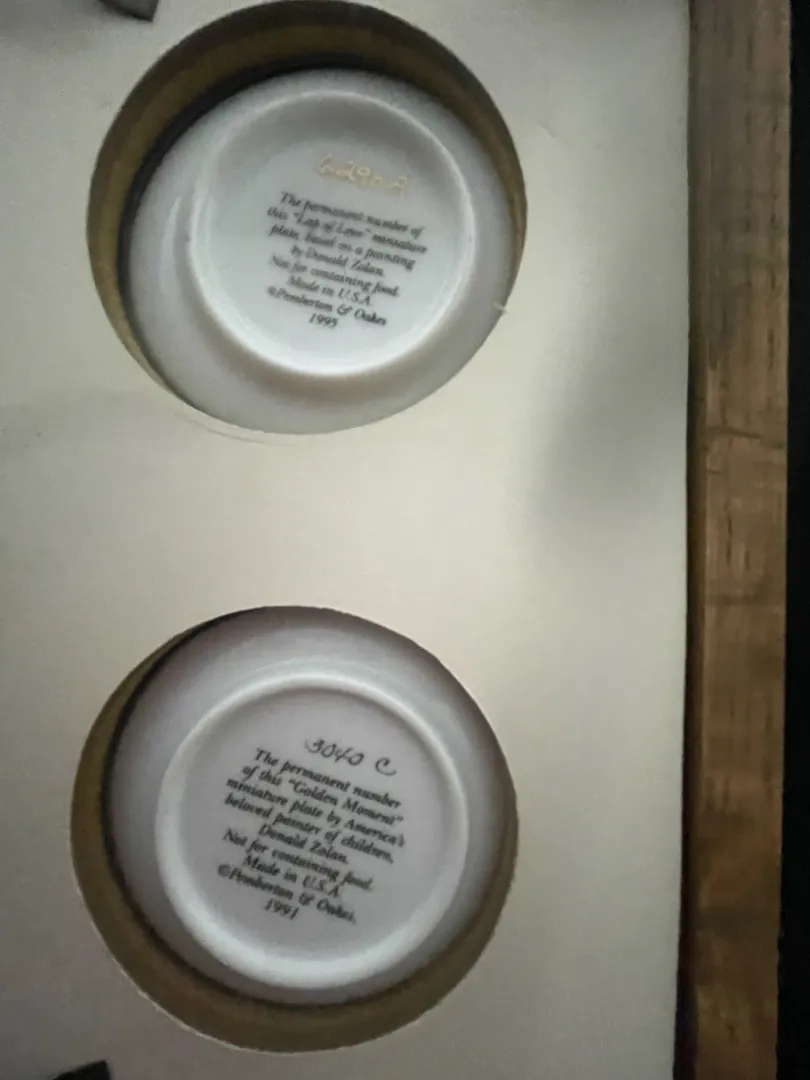 6290A
The permanent number of
this "Lap of Love" miniature
plate, based on a painting
by Donald Zolan.
Not for containing food.
Made in U.S.A.
©Pemberton & Oakes
1995
3040 C
The permanent number
of this "Golden Moment"
miniature plate by America's
beloved painter of children,
Donald Zolan.
Not for containing food.
Made in U.S.A.
©Pemberton & Oakes,
1991